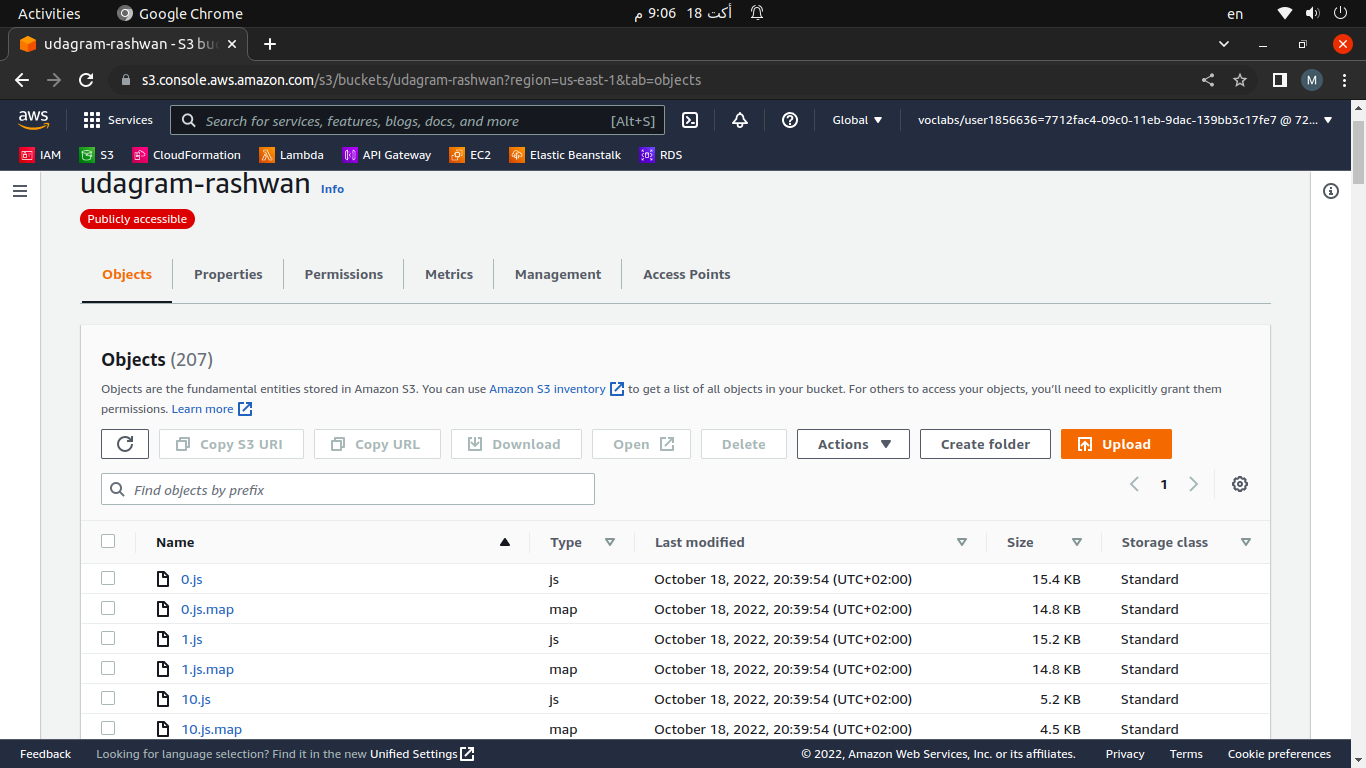 Activities Google Chrome 9:06 م 18 أكت en
udagram-rashwan - S3 buc
s3.console.aws.amazon.com/s3/buckets/udagram-rashwan?region=us-east-1&tab=objects M
aws Services Search for services, features, blogs, docs, and more [Alt+S] Global voclabs/user1856636=7712fac4-09c0-11eb-9dac-139bb3c17fe7 @ 72...
IAM S3 CloudFormation Lambda API Gateway EC2 Elastic Beanstalk RDS
udagram-rashwan Info
Publicly accessible
Objects Properties Permissions Metrics Management Access Points
Objects (207)
Objects are the fundamental entities stored in Amazon S3. You can use Amazon S3 inventory to get a list of all objects in your bucket. For others to access your objects, you'll need to explicitly grant them
permissions. Learn more
Copy S3 URI Copy URL Download Open Delete Actions Create folder Upload
Find objects by prefix 1
Name Type Last modified Size Storage class
0.js js October 18, 2022, 20:39:54 (UTC+02:00) 15.4 KB Standard
0.js.map map October 18, 2022, 20:39:54 (UTC+02:00) 14.8 KB Standard
1.js js October 18, 2022, 20:39:54 (UTC+02:00) 15.2 KB Standard
1.js.map map October 18, 2022, 20:39:54 (UTC+02:00) 14.8 KB Standard
10.js js October 18, 2022, 20:39:54 (UTC+02:00) 5.2 KB Standard
10.js.map map October 18, 2022, 20:39:54 (UTC+02:00) 4.5 KB Standard
Feedback Looking for language selection? Find it in the new Unified Settings © 2022, Amazon Web Services, Inc. or its affiliates. Privacy Terms Cookie preferences